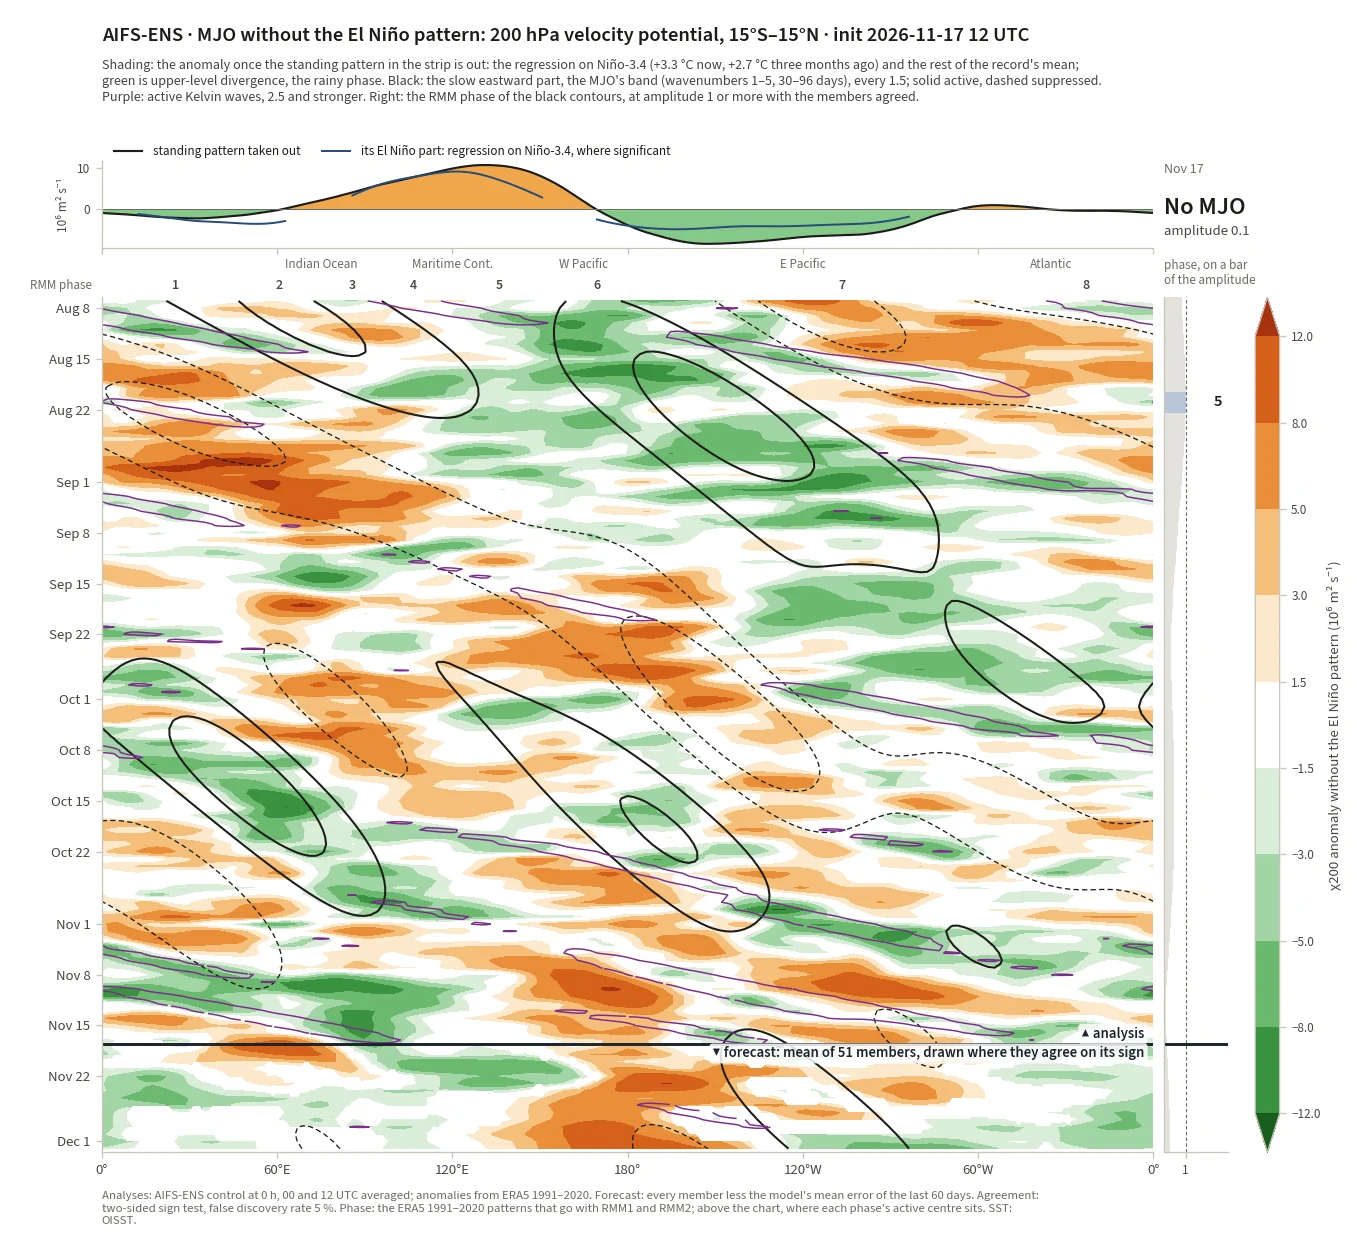 AIFS-ENS · MJO without the El Niño pattern: 200 hPa velocity potential, 15°S–15°N · init 2026-11-17 12 UTC
Shading: the anomaly once the standing pattern in the strip is out: the regression on Niño-3.4 (+3.3 °C now, +2.7 °C three months ago) and the rest of the record's mean;
green is upper-level divergence, the rainy phase. Black: the slow eastward part, the MJO's band (wavenumbers 1–5, 30–96 days), every 1.5; solid active, dashed suppressed.
Purple: active Kelvin waves, 2.5 and stronger. Right: the RMM phase of the black contours, at amplitude 1 or more with the members agreed.
standing pattern taken out
its El Niño part: regression on Niño-3.4, where significant
10
0
10⁶ m² s⁻¹
Nov 17
No MJO
amplitude 0.1
Indian Ocean
Maritime Cont.
W Pacific
E Pacific
Atlantic
phase, on a bar
of the amplitude
RMM phase
1
2
3
4
5
6
7
8
Aug 8
Aug 15
Aug 22
Sep 1
Sep 8
Sep 15
Sep 22
Oct 1
Oct 8
Oct 15
Oct 22
Nov 1
Nov 8
Nov 15
Nov 22
Dec 1
5
▲ analysis
▼ forecast: mean of 51 members, drawn where they agree on its sign
0°
60°E
120°E
180°
120°W
60°W
0°
1
12.0
8.0
5.0
3.0
1.5
−1.5
−3.0
−5.0
−8.0
−12.0
χ200 anomaly without the El Niño pattern (10⁶ m² s⁻¹)
Analyses: AIFS-ENS control at 0 h, 00 and 12 UTC averaged; anomalies from ERA5 1991–2020. Forecast: every member less the model's mean error of the last 60 days. Agreement:
two-sided sign test, false discovery rate 5 %. Phase: the ERA5 1991–2020 patterns that go with RMM1 and RMM2; above the chart, where each phase's active centre sits. SST:
OISST.